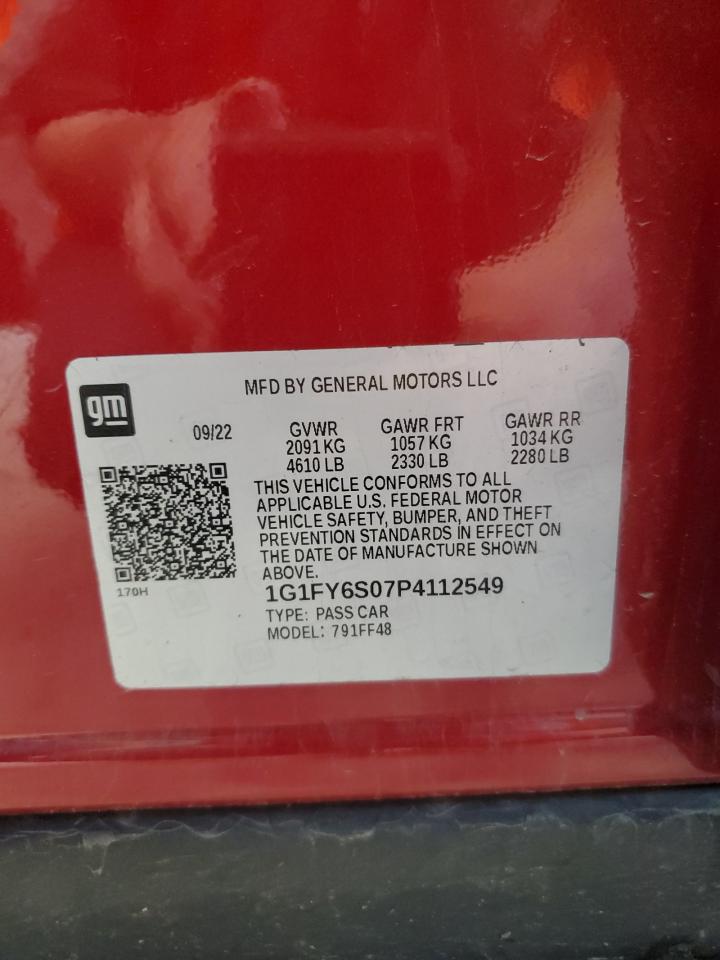 gm
MFD BY GENERAL MOTORS LLC
09/22
GVWR
2091 KG
4610 LB
GAWR FRT
1057 KG
2330 LB
GAWR RR
1034 KG
2280 LB
THIS VEHICLE CONFORMS TO ALL
APPLICABLE U.S. FEDERAL MOTOR
VEHICLE SAFETY, BUMPER, AND THEFT
PREVENTION STANDARDS IN EFFECT ON
THE DATE OF MANUFACTURE SHOWN
ABOVE.
170H
1G1FY6S07P4112549
TYPE: PASS CAR
MODEL: 791FF48